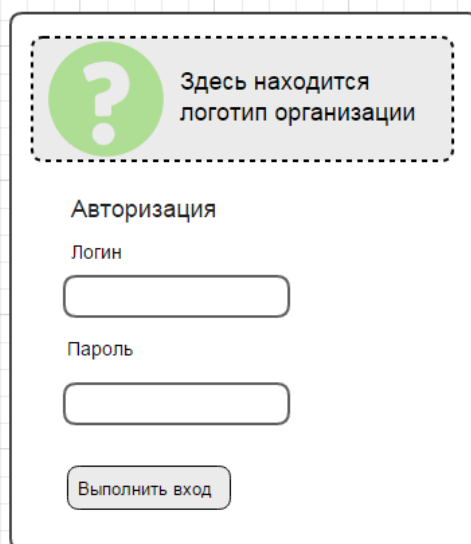 ?
Здесь находится
логотип организации
Авторизация
Логин
Пароль
Выполнить вход